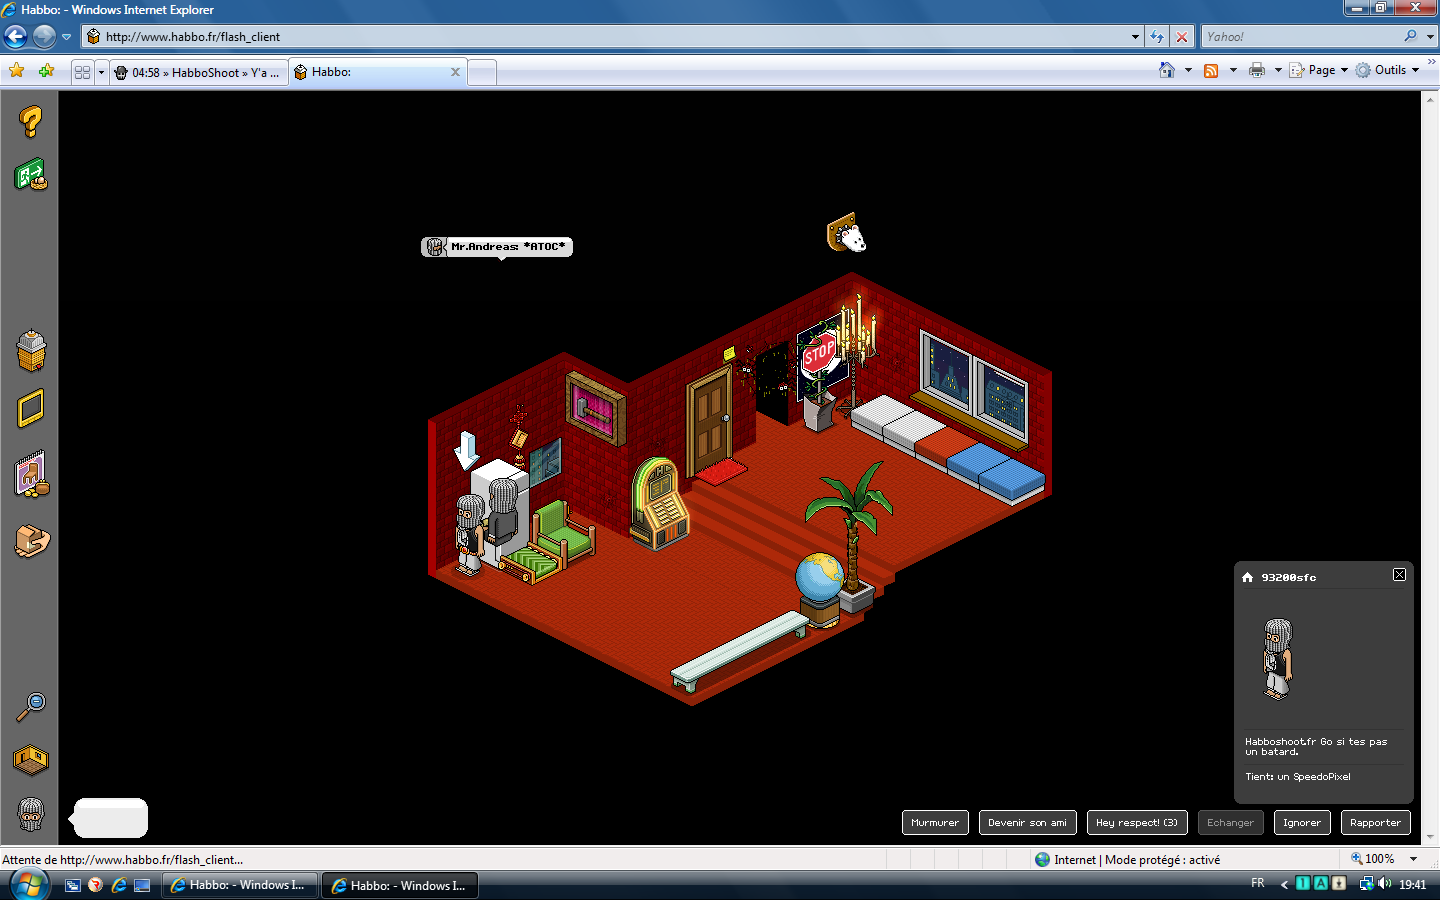 Habbo: - Windows Internet Explorer
http://www.habbo.fr/flash_client
Yahoo!
04:58 » HabboShoot » Y'a ...
Habbo:
Page
Outils
Mr.Andreas: *ATOC*
STOP
93200sfc
Habboshoot.fr Go si tes pas
un batard.
Tient: un SpeedoPixel
Murmurer
Devenir son ami
Hey respect! (3)
Echanger
Ignorer
Rapporter
Attente de http://www.habbo.fr/flash_client...
Internet | Mode protégé : activé
100%
Habbo: - Windows I...
Habbo: - Windows I...
FR
1
A
19:41